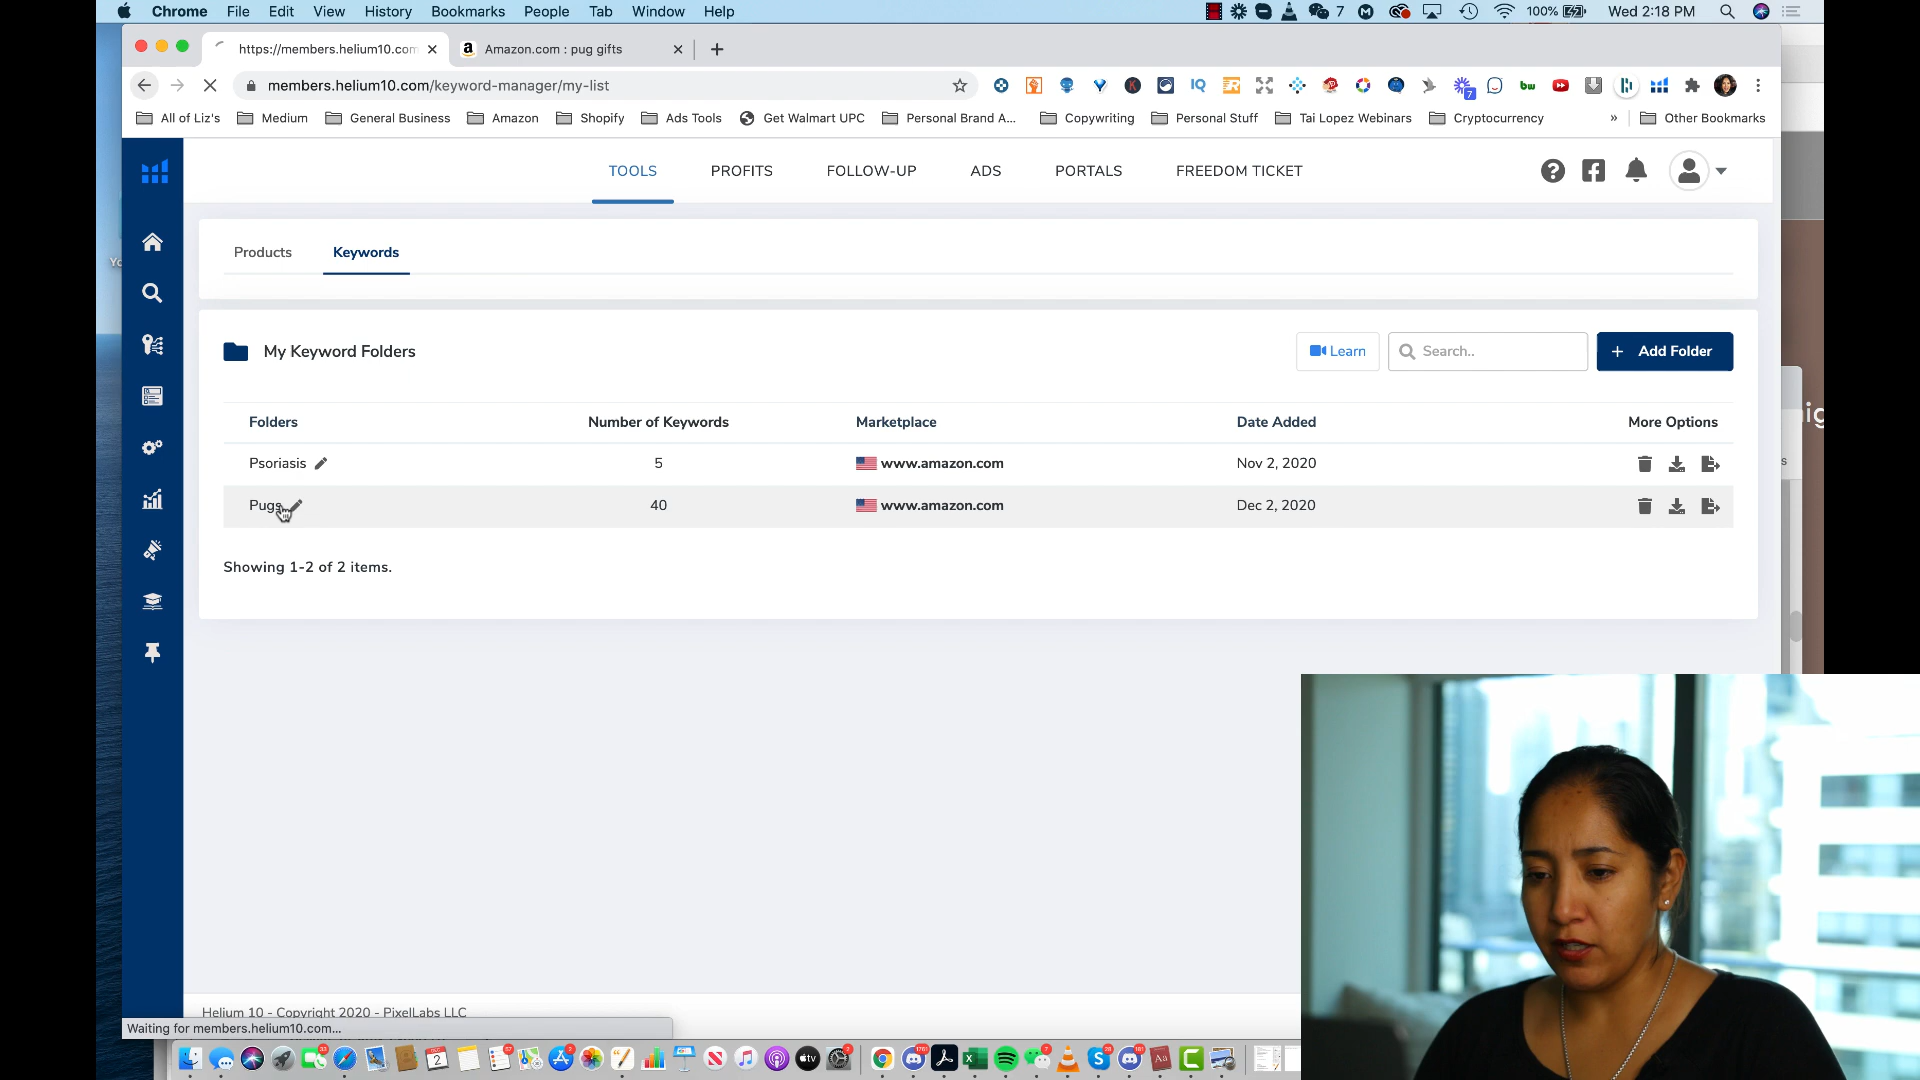 Chrome File Edit View History Bookmarks People Tab Window Help 7 100% Wed 2:18 PM
https://members.helium10.com Amazon.com : pug gifts
members.helium10.com/keyword-manager/my-list IQ 7 bw
All of Liz's Medium General Business Amazon Shopify Ads Tools Get Walmart UPC Personal Brand A... Copywriting Personal Stuff Tai Lopez Webinars Cryptocurrency » Other Bookmarks
TOOLS PROFITS FOLLOW-UP ADS PORTALS FREEDOM TICKET
Products Keywords
My Keyword Folders Learn Search.. + Add Folder
Folders Number of Keywords Marketplace Date Added More Options
Psoriasis 5 www.amazon.com Nov 2, 2020
Pugs 40 www.amazon.com Dec 2, 2020
Showing 1-2 of 2 items.
Helium 10 - Copyright 2020 - PixelLabs LLC
Waiting for members.helium10.com...